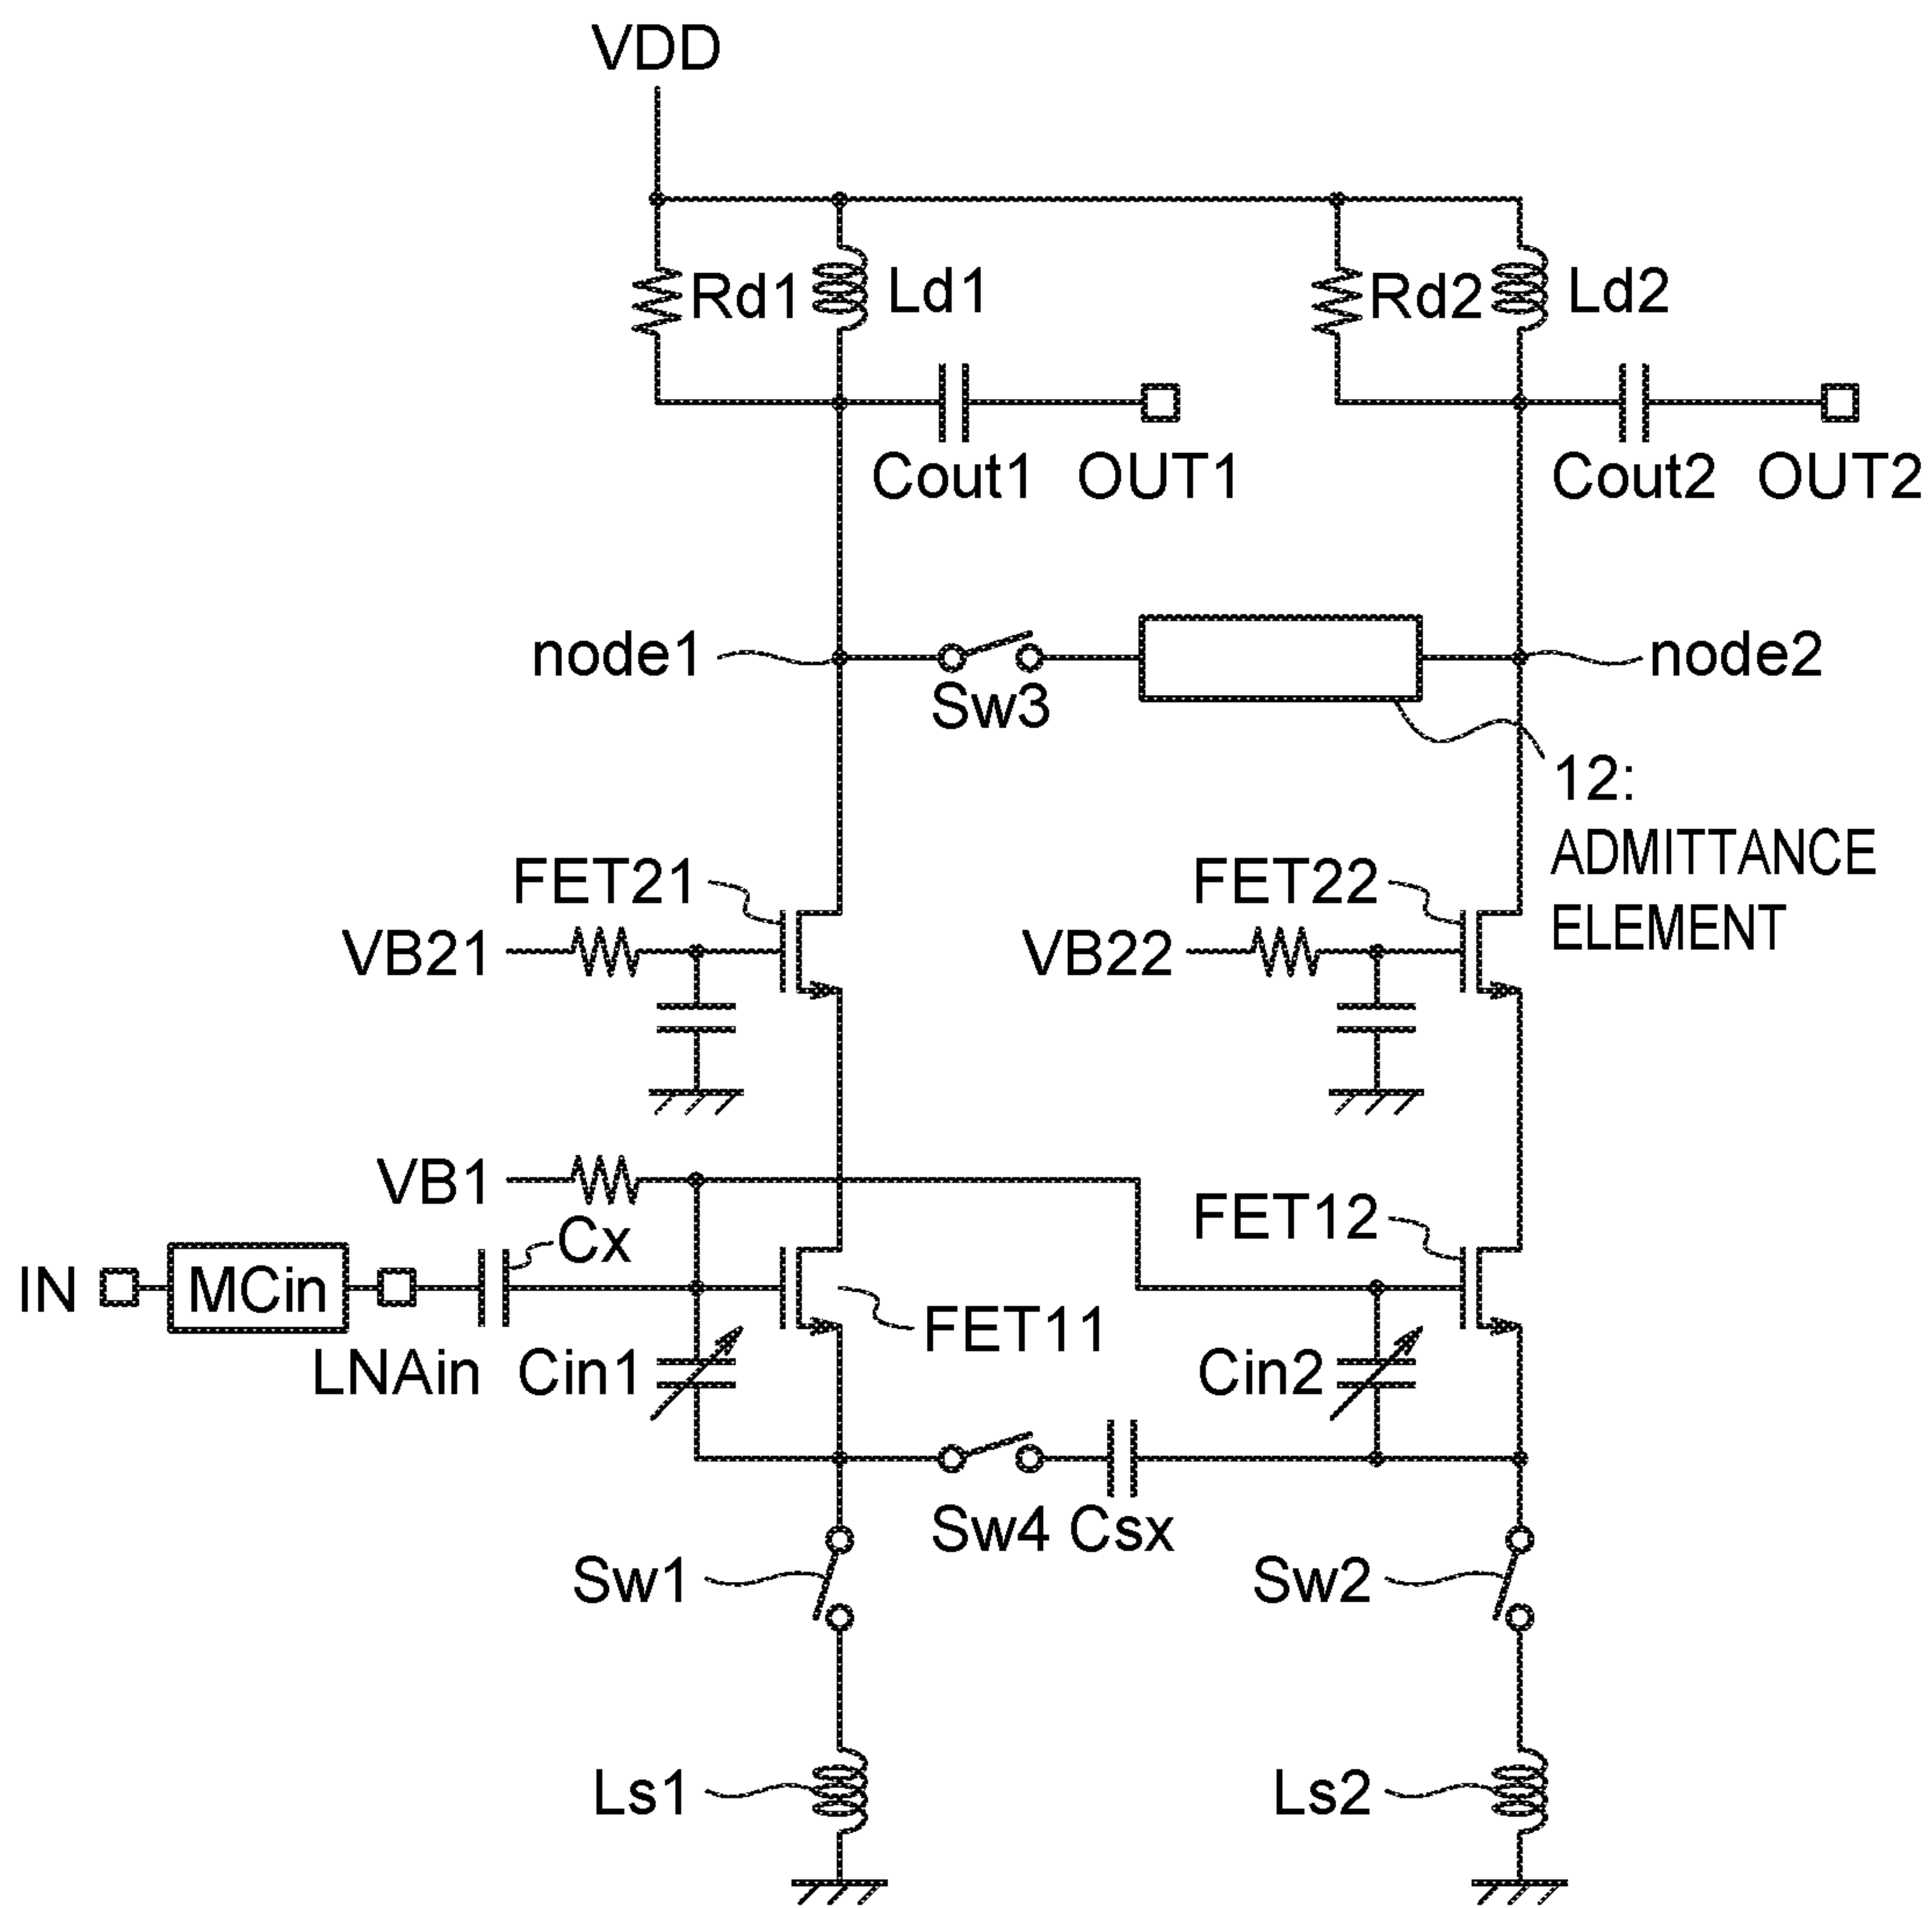 VDD
Rd1
Ld1
Rd2
Ld2
Cout1
OUT1
Cout2
OUT2
node1
node2
Sw3
12:
ADMITTANCE
ELEMENT
FET21
FET22
VB21
VB22
VB1
FET12
Cx
IN
MCin
FET11
LNAin
Cin1
Cin2
Sw4
Csx
Sw1
Sw2
Ls1
Ls2